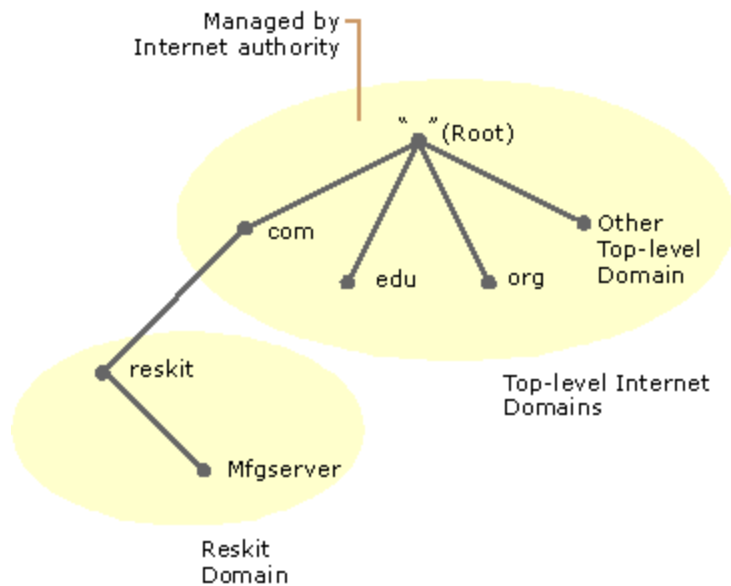 Managed by
Internet authority
“ ” (Root)
com
Other
Top-level
Domain
edu
org
reskit
Top-level Internet
Domains
Mfgserver
Reskit
Domain